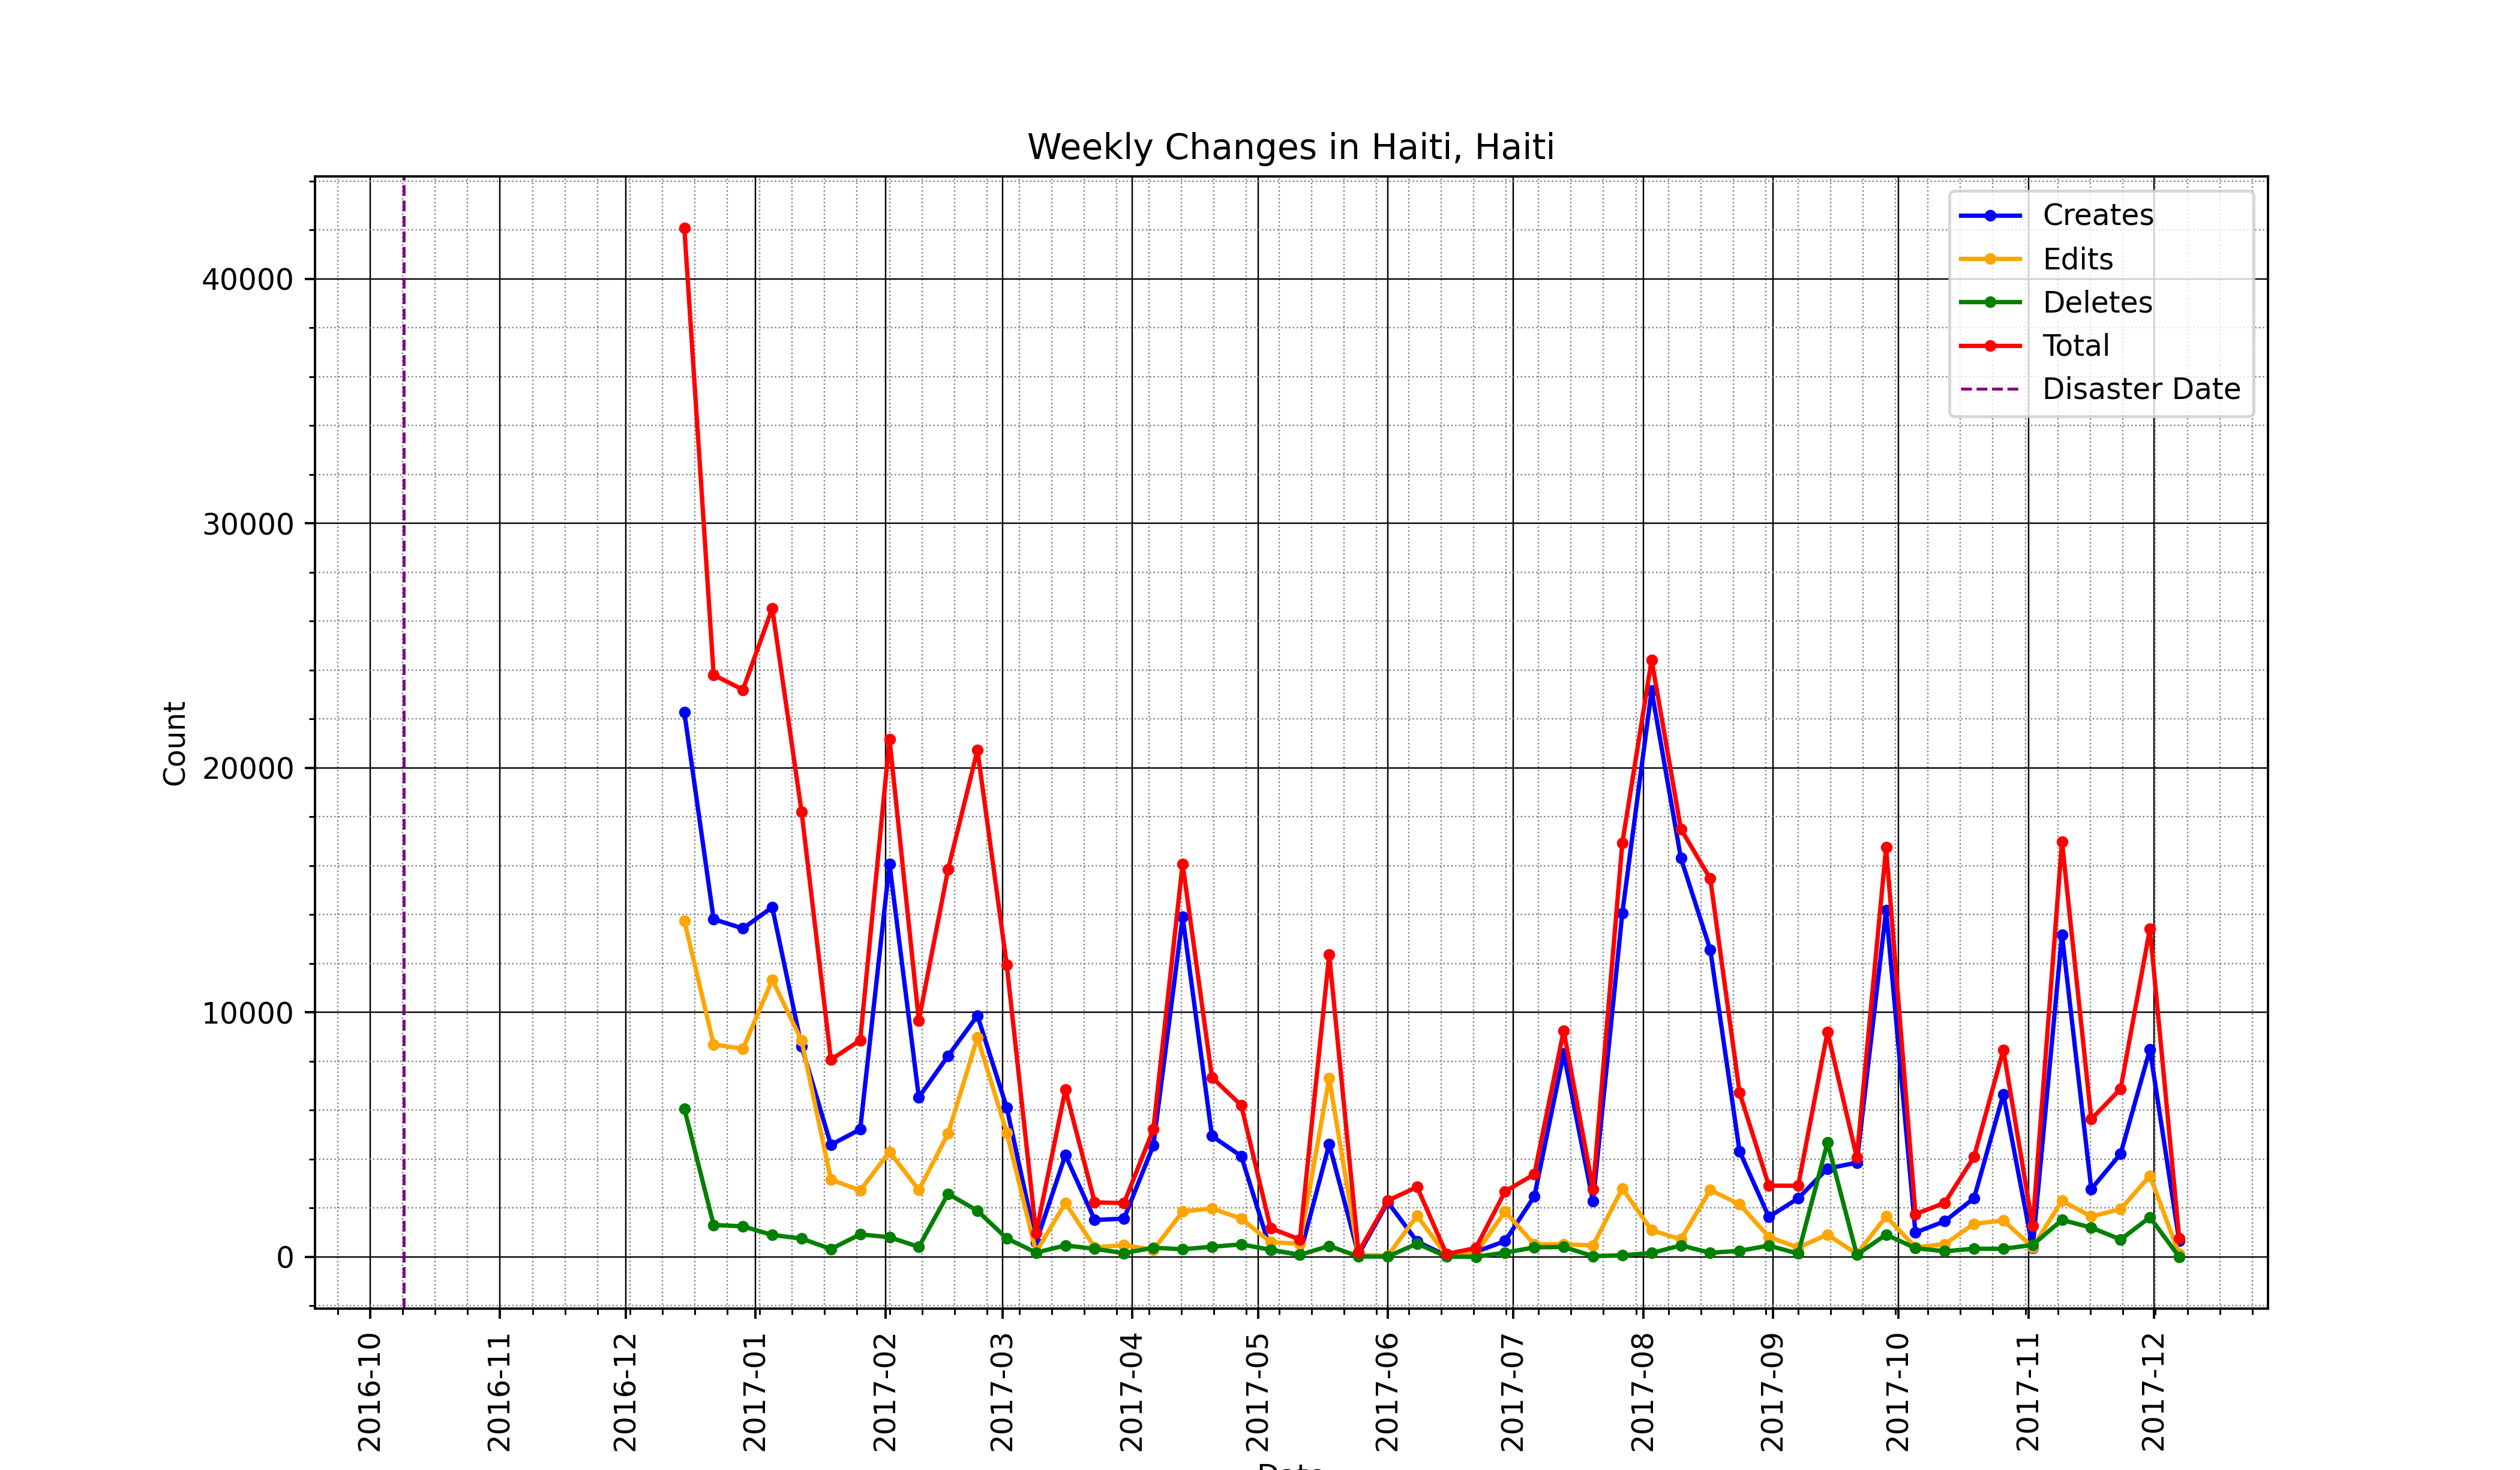 Weekly Changes in Haiti, Haiti
Creates
Edits
Deletes
Total
Disaster Date
Count
40000
30000
20000
10000
0
2016-10
2016-11
2016-12
2017-01
2017-02
2017-03
2017-04
2017-05
2017-06
2017-07
2017-08
2017-09
2017-10
2017-11
2017-12
Date